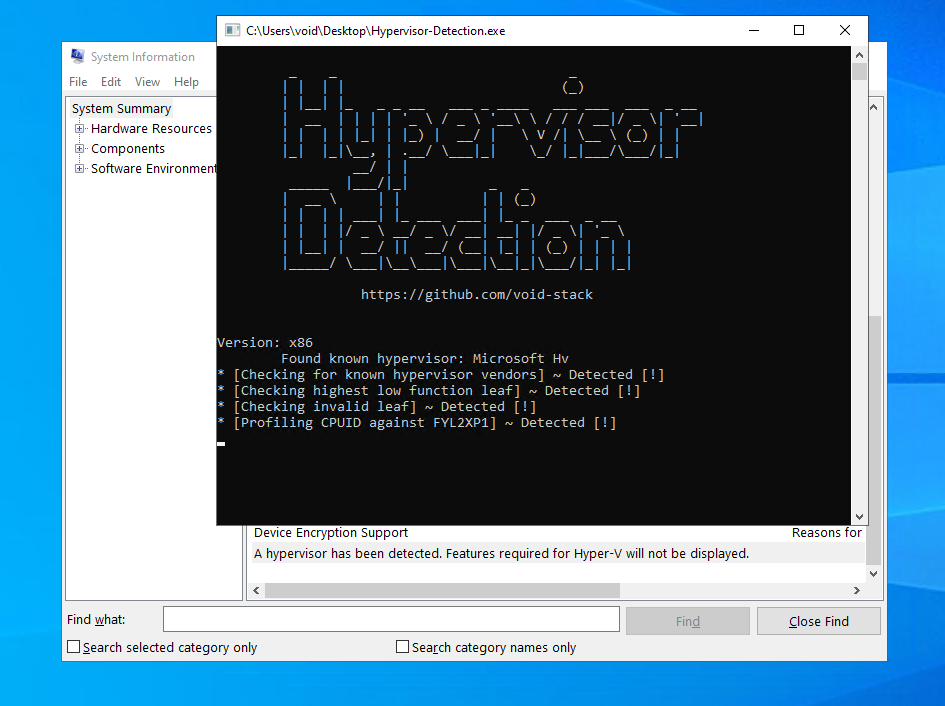 C:\Users\void\Desktop\Hypervisor-Detection.exe
System Information
File Edit View Help
System Summary
Hardware Resources
Components
Software Environment
Hypervisor
Detection
https://github.com/void-stack
Version: x86
Found known hypervisor: Microsoft Hv
* [Checking for known hypervisor vendors] ~ Detected [!]
* [Checking highest low function leaf] ~ Detected [!]
* [Checking invalid leaf] ~ Detected [!]
* [Profiling CPUID against FYL2XP1] ~ Detected [!]
Device Encryption Support Reasons for
A hypervisor has been detected. Features required for Hyper-V will not be displayed.
Find what: Find Close Find
Search selected category only Search category names only